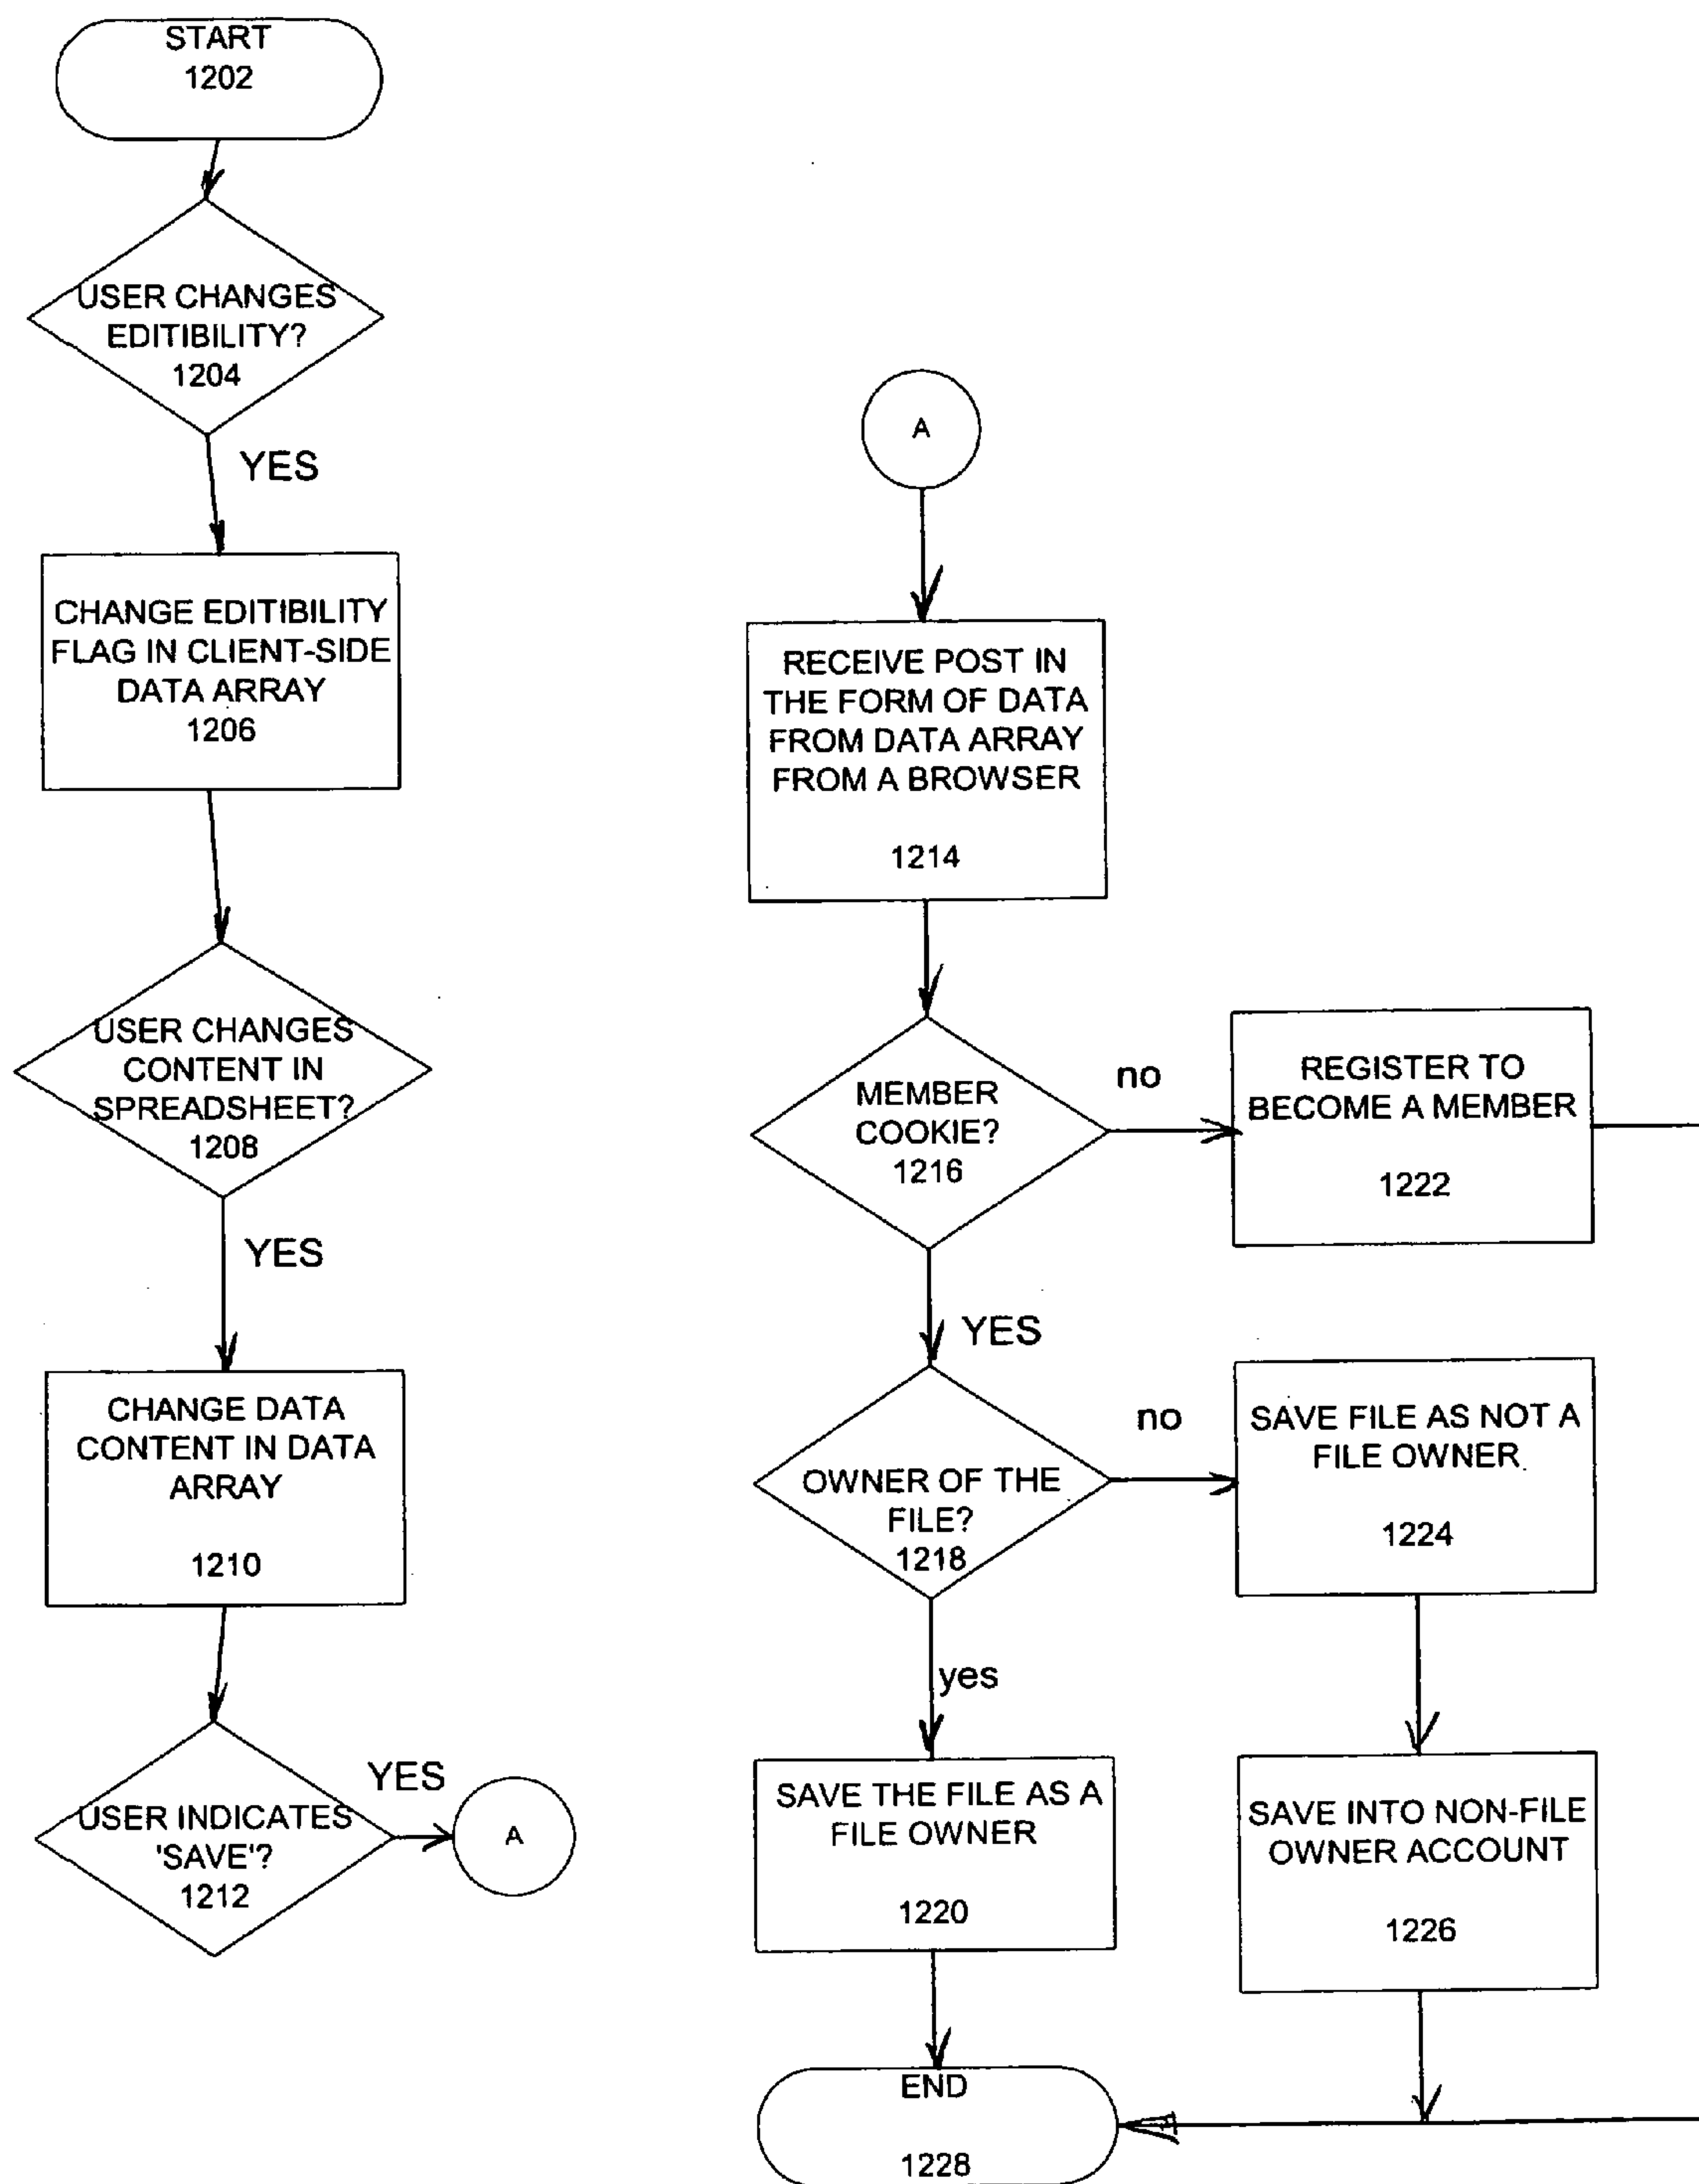 START
1202
USER CHANGES
EDITIBILITY?
1204
YES
CHANGE EDITIBILITY
FLAG IN CLIENT-SIDE
DATA ARRAY
1206
USER CHANGES
CONTENT IN
SPREADSHEET?
1208
YES
CHANGE DATA
CONTENT IN DATA
ARRAY
1210
USER INDICATES
'SAVE'?
1212
YES
A
A
RECEIVE POST IN
THE FORM OF DATA
FROM DATA ARRAY
FROM A BROWSER
1214
MEMBER
COOKIE?
1216
no
REGISTER TO
BECOME A MEMBER
1222
YES
OWNER OF THE
FILE?
1218
no
SAVE FILE AS NOT A
FILE OWNER
1224
yes
SAVE THE FILE AS A
FILE OWNER
1220
SAVE INTO NON-FILE
OWNER ACCOUNT
1226
END
1228